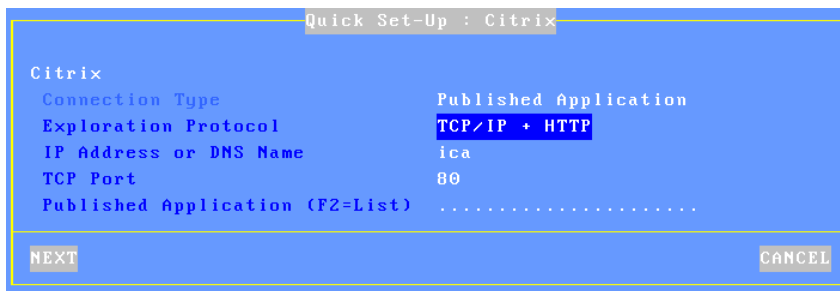 Quick Set-Up : Citrix
Citrix
Connection Type Published Application
Exploration Protocol TCP/IP + HTTP
IP Address or DNS Name ica
TCP Port 80
Published Application (F2=List) ......................
NEXT CANCEL